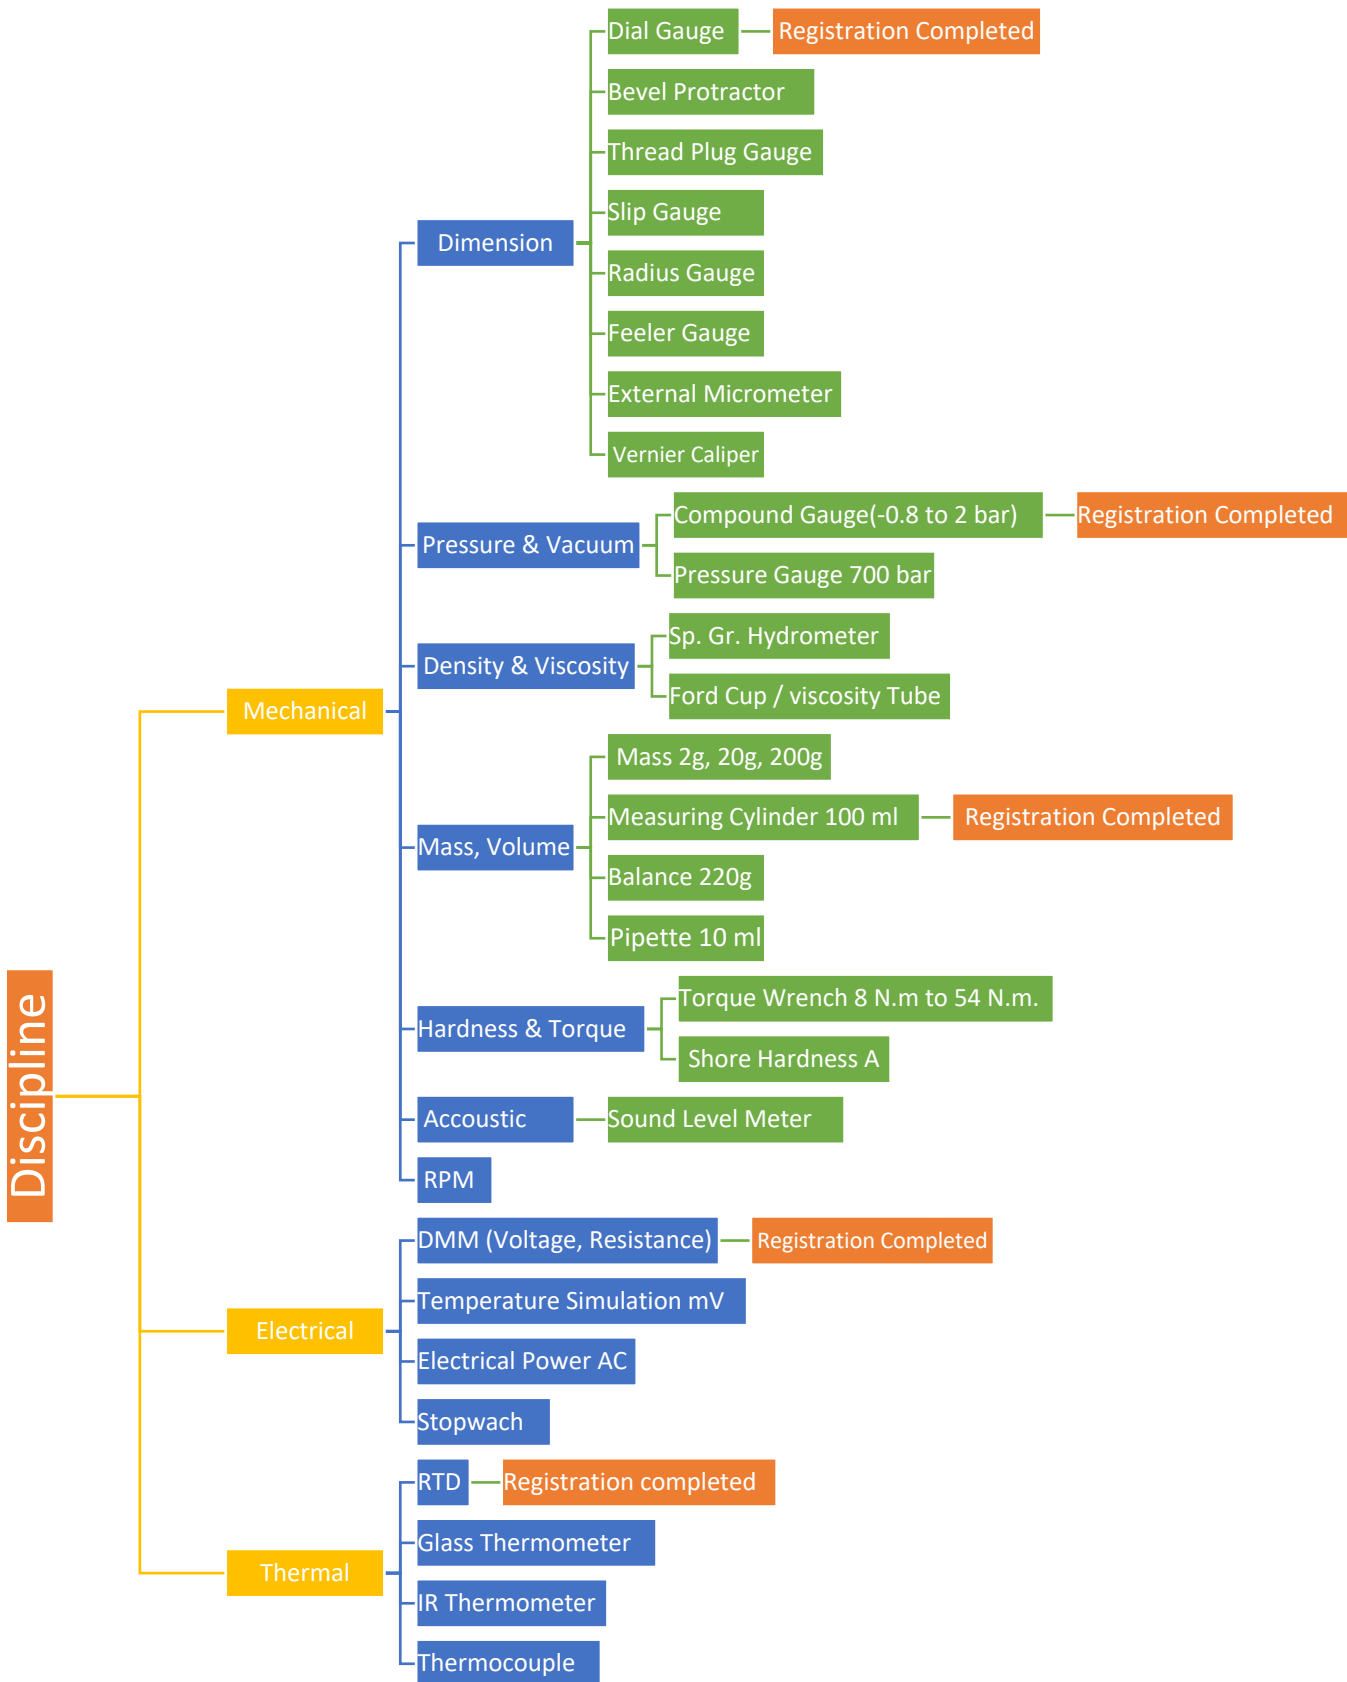 Discipline
Mechanical
Dimension
Dial Gauge
Registration Completed
Bevel Protractor
Thread Plug Gauge
Slip Gauge
Radius Gauge
Feeler Gauge
External Micrometer
Vernier Caliper
Pressure & Vacuum
Compound Gauge(-0.8 to 2 bar)
Registration Completed
Pressure Gauge 700 bar
Density & Viscosity
Sp. Gr. Hydrometer
Ford Cup / viscosity Tube
Mass, Volume
Mass 2g, 20g, 200g
Measuring Cylinder 100 ml
Registration Completed
Balance 220g
Pipette 10 ml
Hardness & Torque
Torque Wrench 8 N.m to 54 N.m.
Shore Hardness A
Accoustic
Sound Level Meter
RPM
Electrical
DMM (Voltage, Resistance)
Registration Completed
Temperature Simulation mV
Electrical Power AC
Stopwach
Thermal
RTD
Registration completed
Glass Thermometer
IR Thermometer
Thermocouple